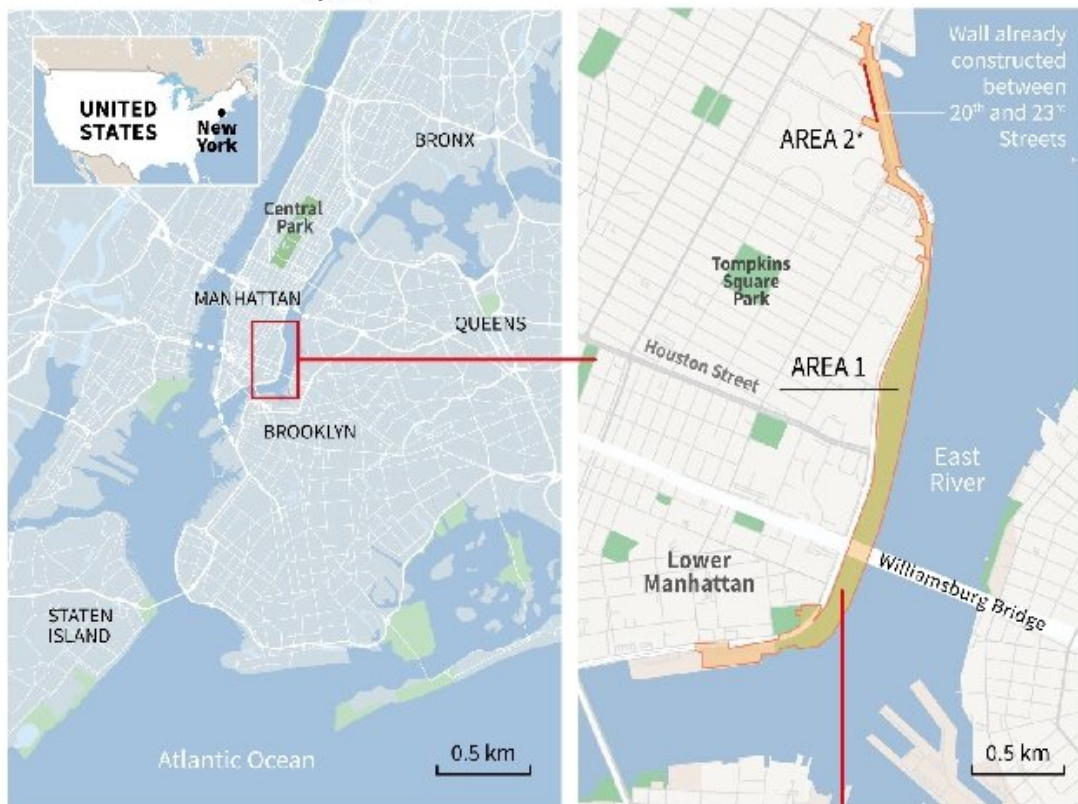 UNITED
STATES
New
York
BRONX
Central
Park
MANHATTAN
QUEENS
BROOKLYN
STATEN
ISLAND
Atlantic Ocean
0.5 km
Wall already
constructed
between
20th and 23rd
Streets
AREA 2*
Tompkins
Square
Park
AREA 1
Houston Street
East
River
Lower
Manhattan
Williamsburg Bridge
0.5 km